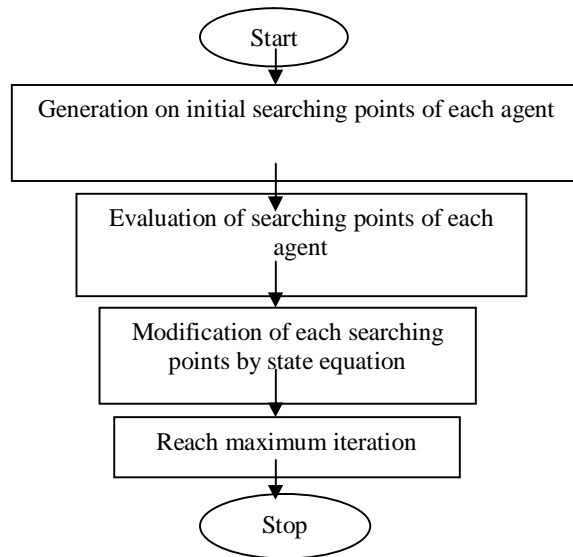 Start
Generation on initial searching points of each agent
Evaluation of searching points of each
agent
Modification of each searching
points by state equation
Reach maximum iteration
Stop